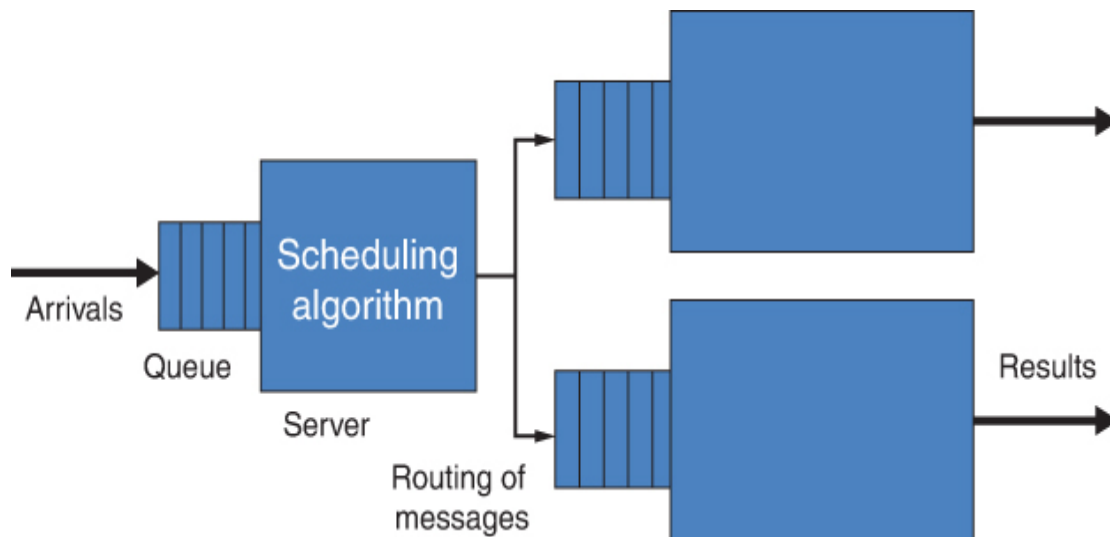 Arrivals
Queue
Scheduling
algorithm
Server
Routing of
messages
Results